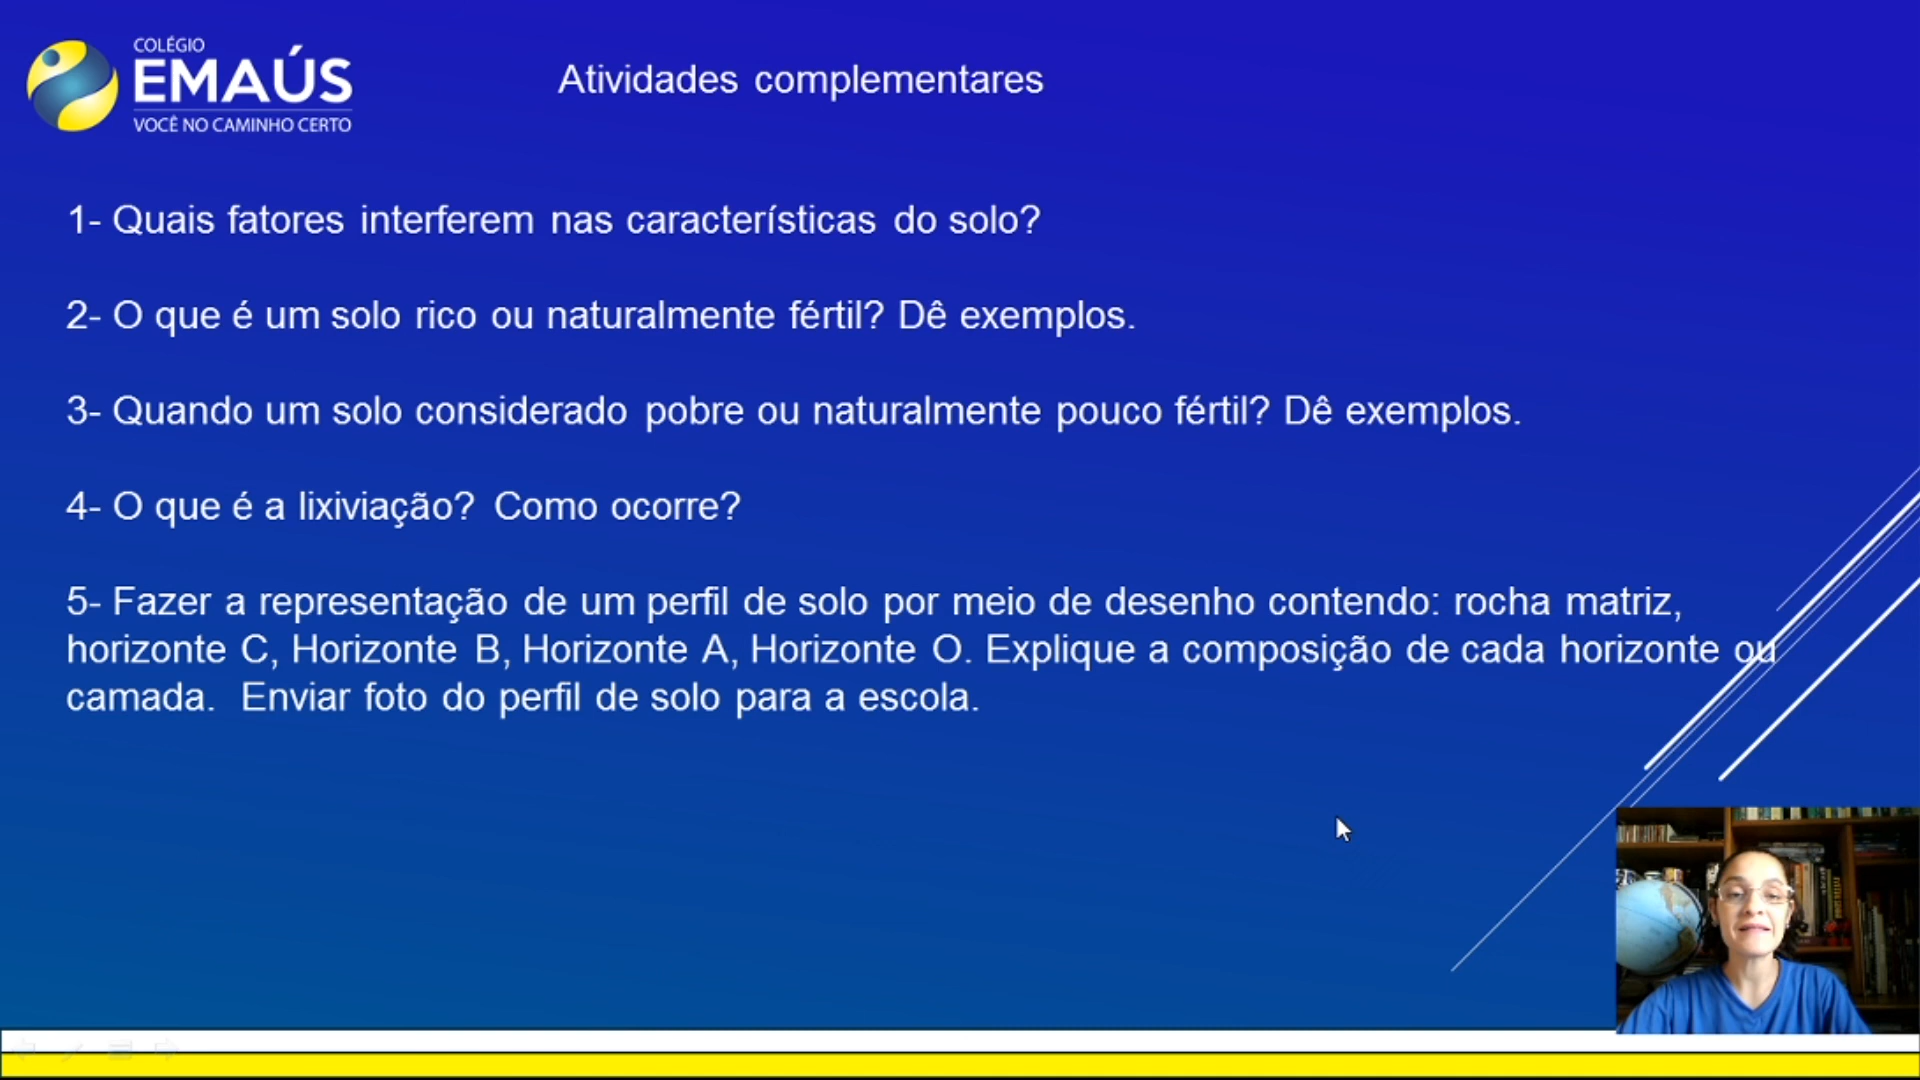 COLÉGIO
EMAÚS
VOCÊ NO CAMINHO CERTO
Atividades complementares
1- Quais fatores interferem nas características do solo?
2- O que é um solo rico ou naturalmente fértil? Dê exemplos.
3- Quando um solo considerado pobre ou naturalmente pouco fértil? Dê exemplos.
4- O que é a lixiviação? Como ocorre?
5- Fazer a representação de um perfil de solo por meio de desenho contendo: rocha matriz,
horizonte C, Horizonte B, Horizonte A, Horizonte O. Explique a composição de cada horizonte ou
camada. Enviar foto do perfil de solo para a escola.